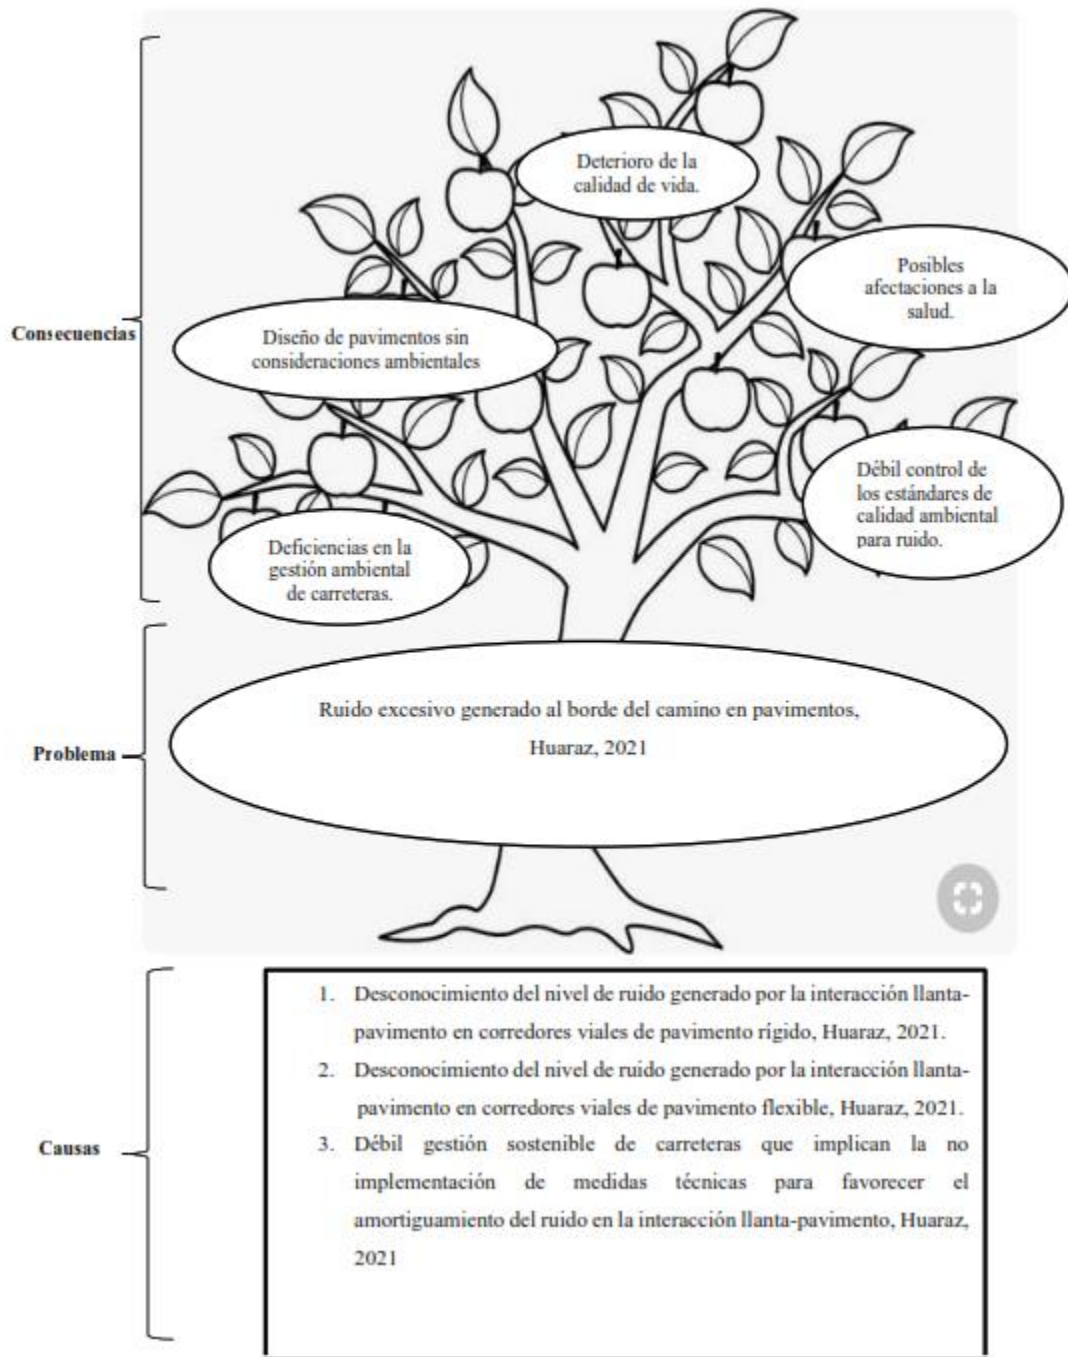 Deterioro de la
calidad de vida.
Posibles
afectaciones a la
salud.
Consecuencias
Diseño de pavimentos sin
consideraciones ambientales
Débil control de
los estándares de
calidad ambiental
para ruido.
Deficiencias en la
gestión ambiental
de carreteras.
Problema
Ruido excesivo generado al borde del camino en pavimentos,
Huaraz, 2021
Causas
1. Desconocimiento del nivel de ruido generado por la interacción llanta-
pavimento en corredores viales de pavimento rígido, Huaraz, 2021.
2. Desconocimiento del nivel de ruido generado por la interacción llanta-
pavimento en corredores viales de pavimento flexible, Huaraz, 2021.
3. Débil gestión sostenible de carreteras que implican la no
implementación de medidas técnicas para favorecer el
amortiguamiento del ruido en la interacción llanta-pavimento, Huaraz,
2021